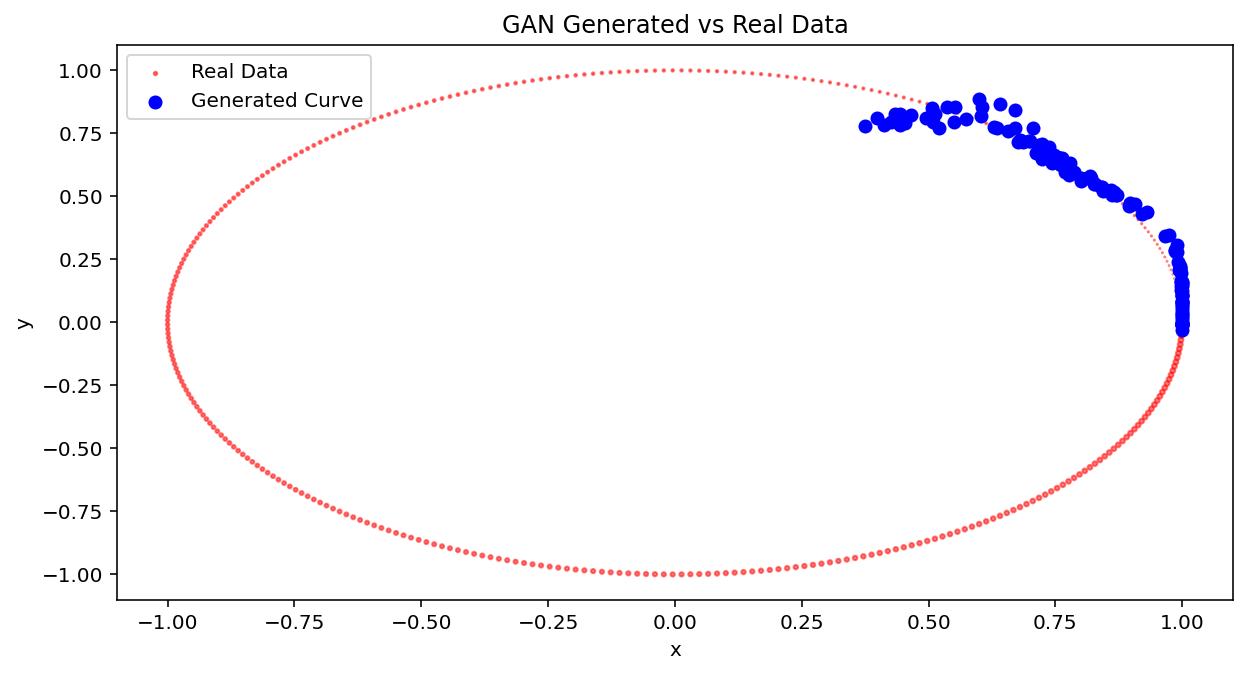 GAN Generated vs Real Data
Real Data
Generated Curve
1.00
0.75
0.50
0.25
0.00
−0.25
−0.50
−0.75
−1.00
y
−1.00 −0.75 −0.50 −0.25 0.00 0.25 0.50 0.75 1.00
x